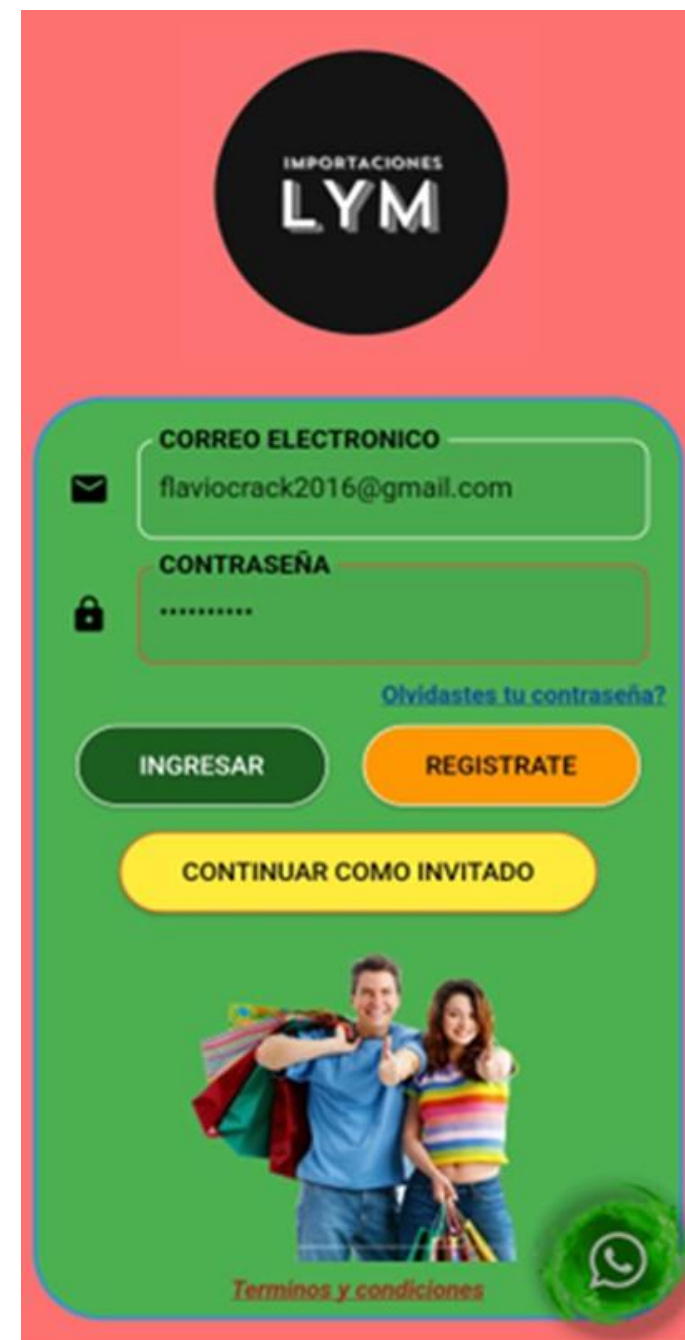 IMPORTACIONES
LYM
CORREO ELECTRONICO
flaviocrack2016@gmail.com
CONTRASEÑA
••••••••••
Olvidastes tu contraseña?
INGRESAR
REGISTRATE
CONTINUAR COMO INVITADO
Terminos y condiciones